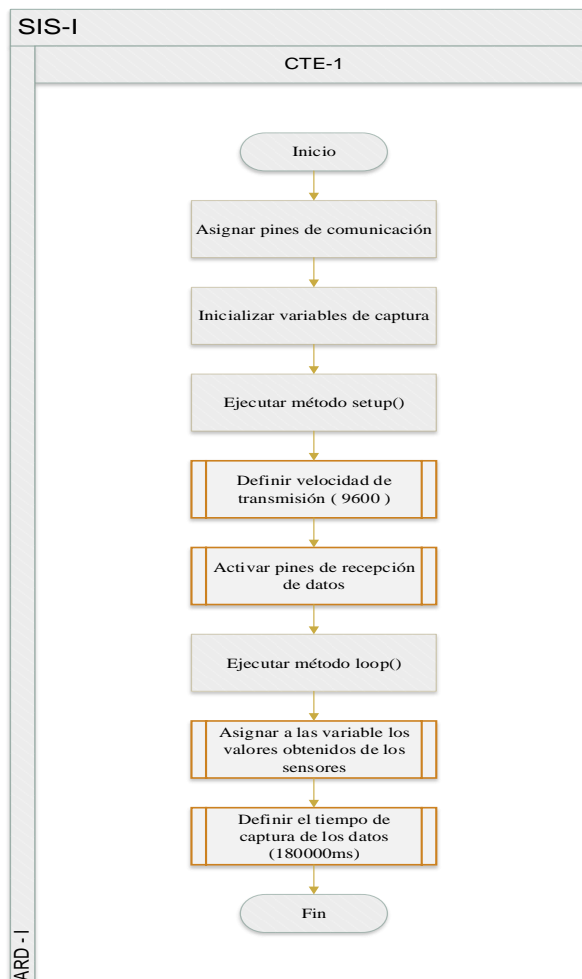 SIS-I
CTE-1
Inicio
Asignar pines de comunicación
Inicializar variables de captura
Ejecutar método setup()
Definir velocidad de
transmisión ( 9600 )
Activar pines de recepción
de datos
Ejecutar método loop()
Asignar a las variable los
valores obtenidos de los
sensores
Definir el tiempo de
captura de los datos
(180000ms)
Fin
ARD - I